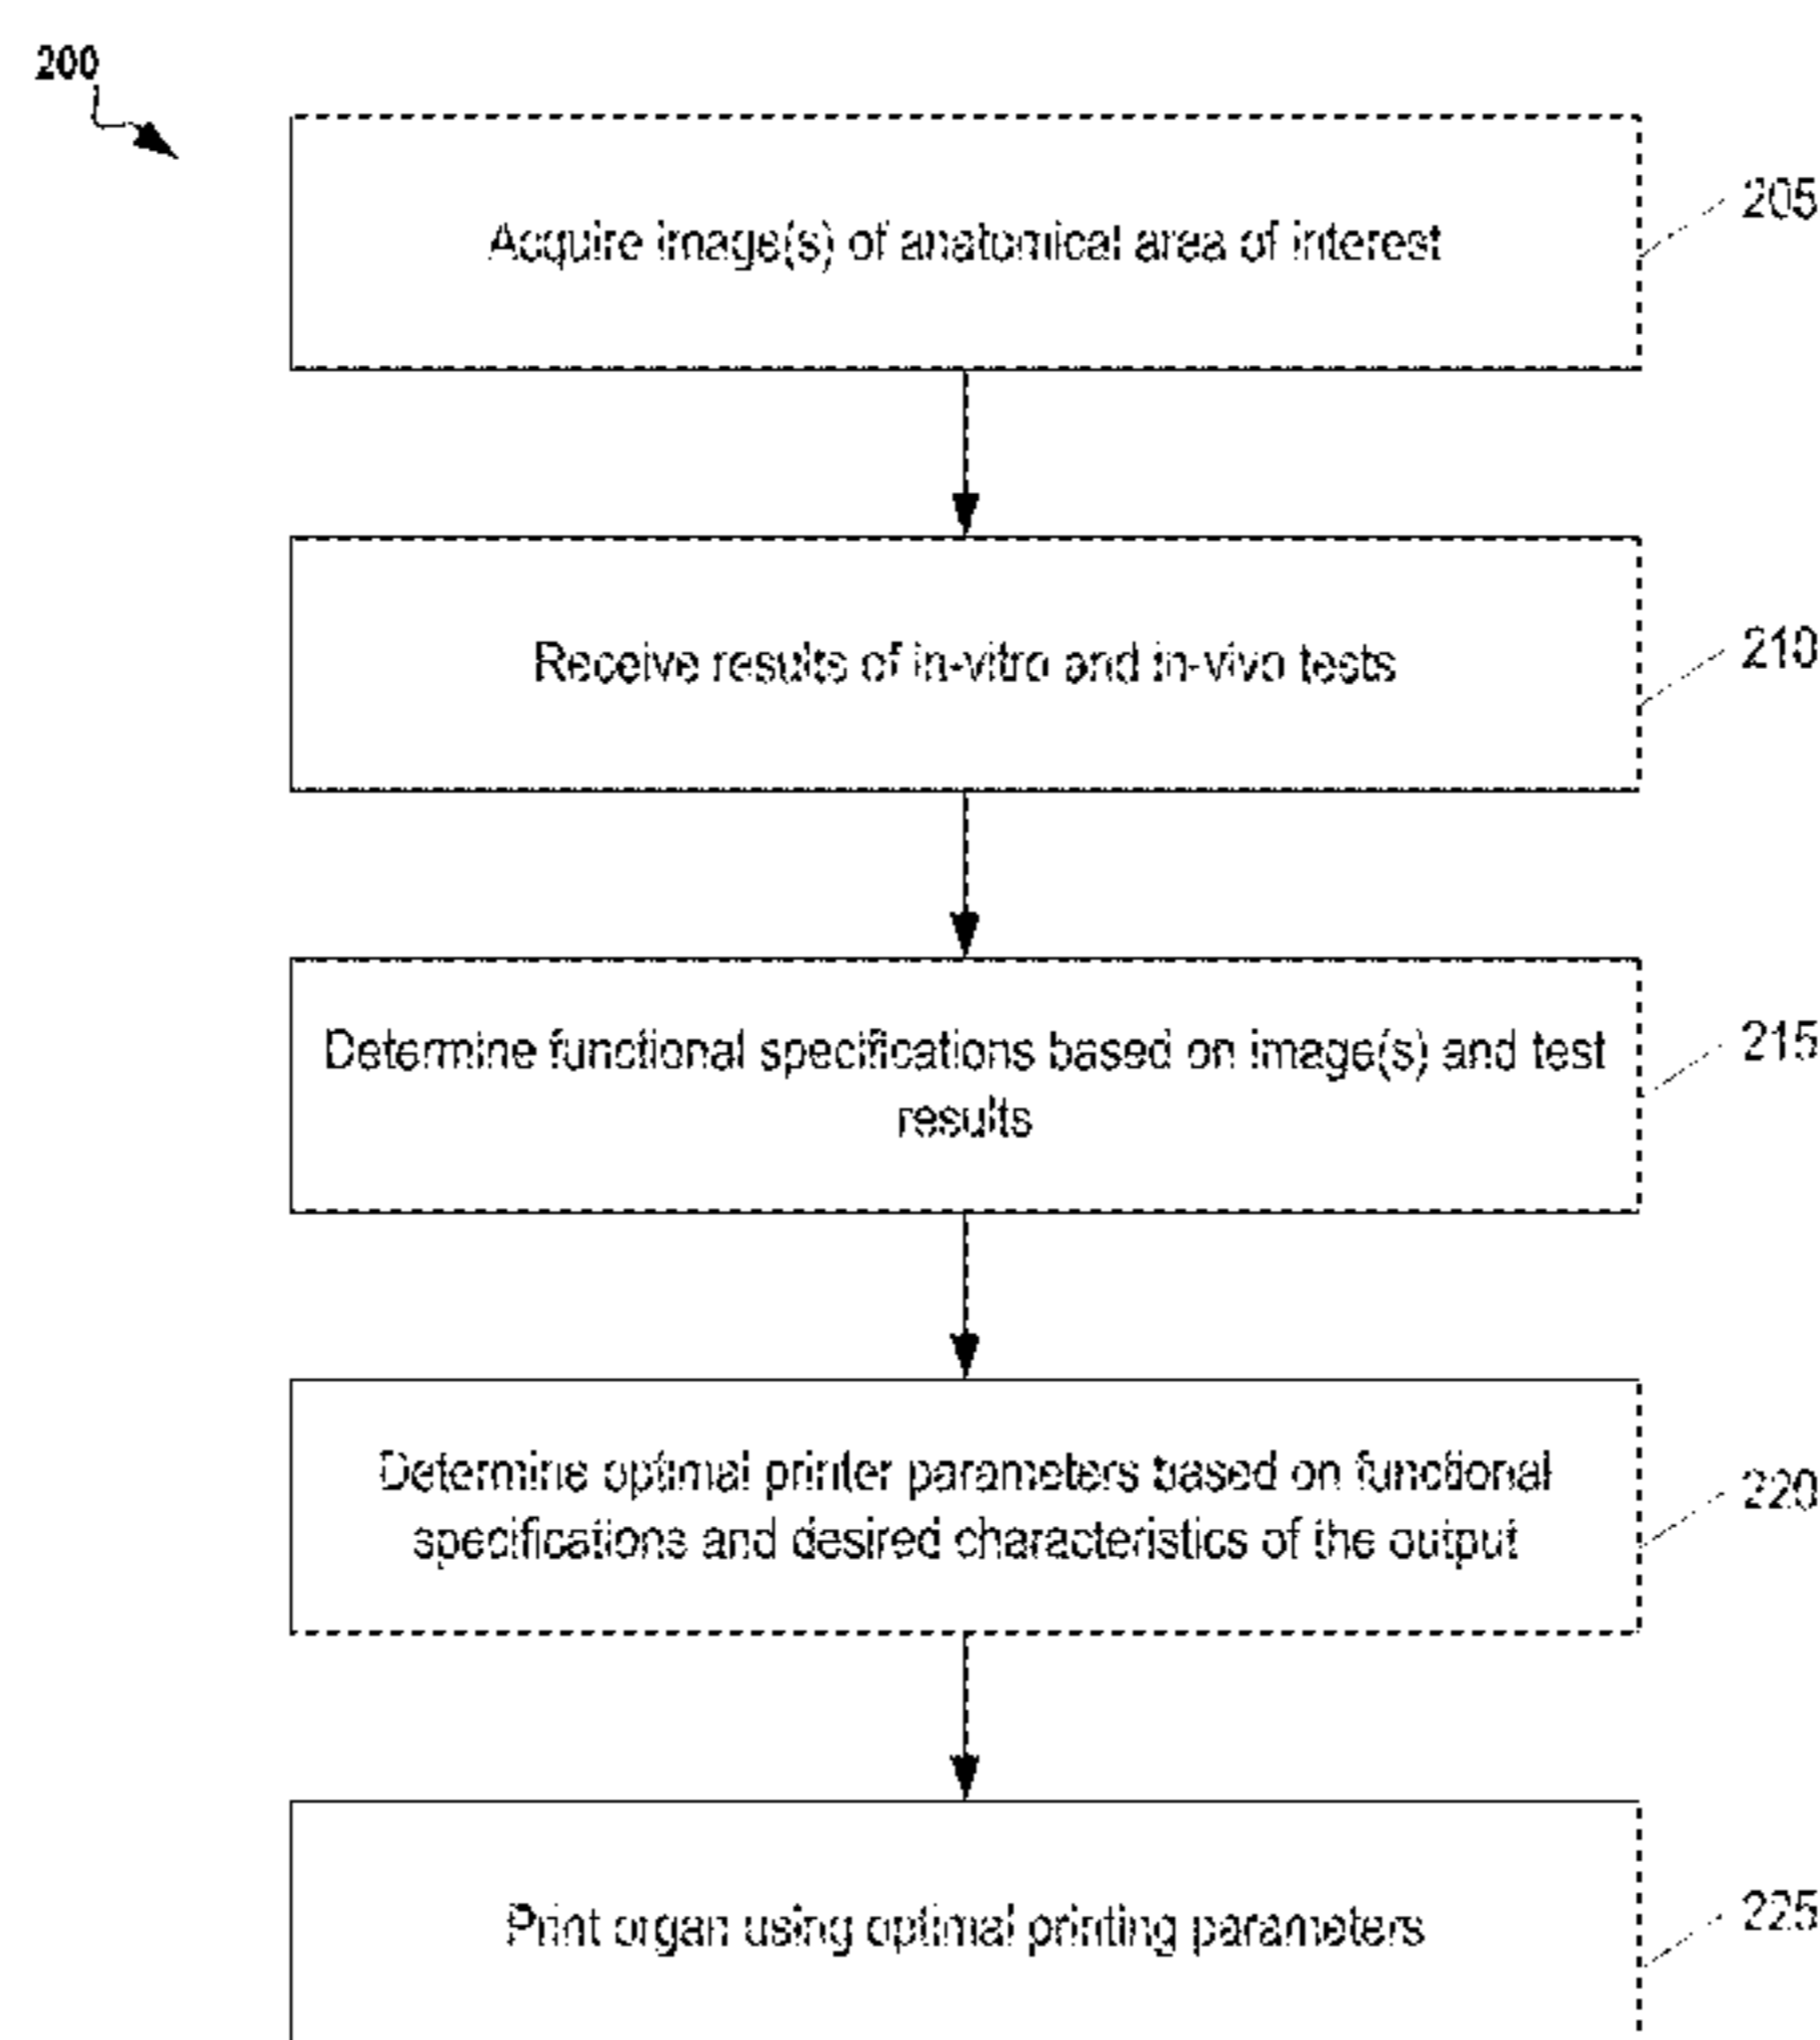 200
Acquire image(s) of anatomical area of interest
205
Receive results of in-vitro and in-vivo tests
210
Determine functional specifications based on image(s) and test
results
215
Determine optimal printer parameters based on functional
specifications and desired characteristics of the output
220
Print organ using optimal printing parameters
225